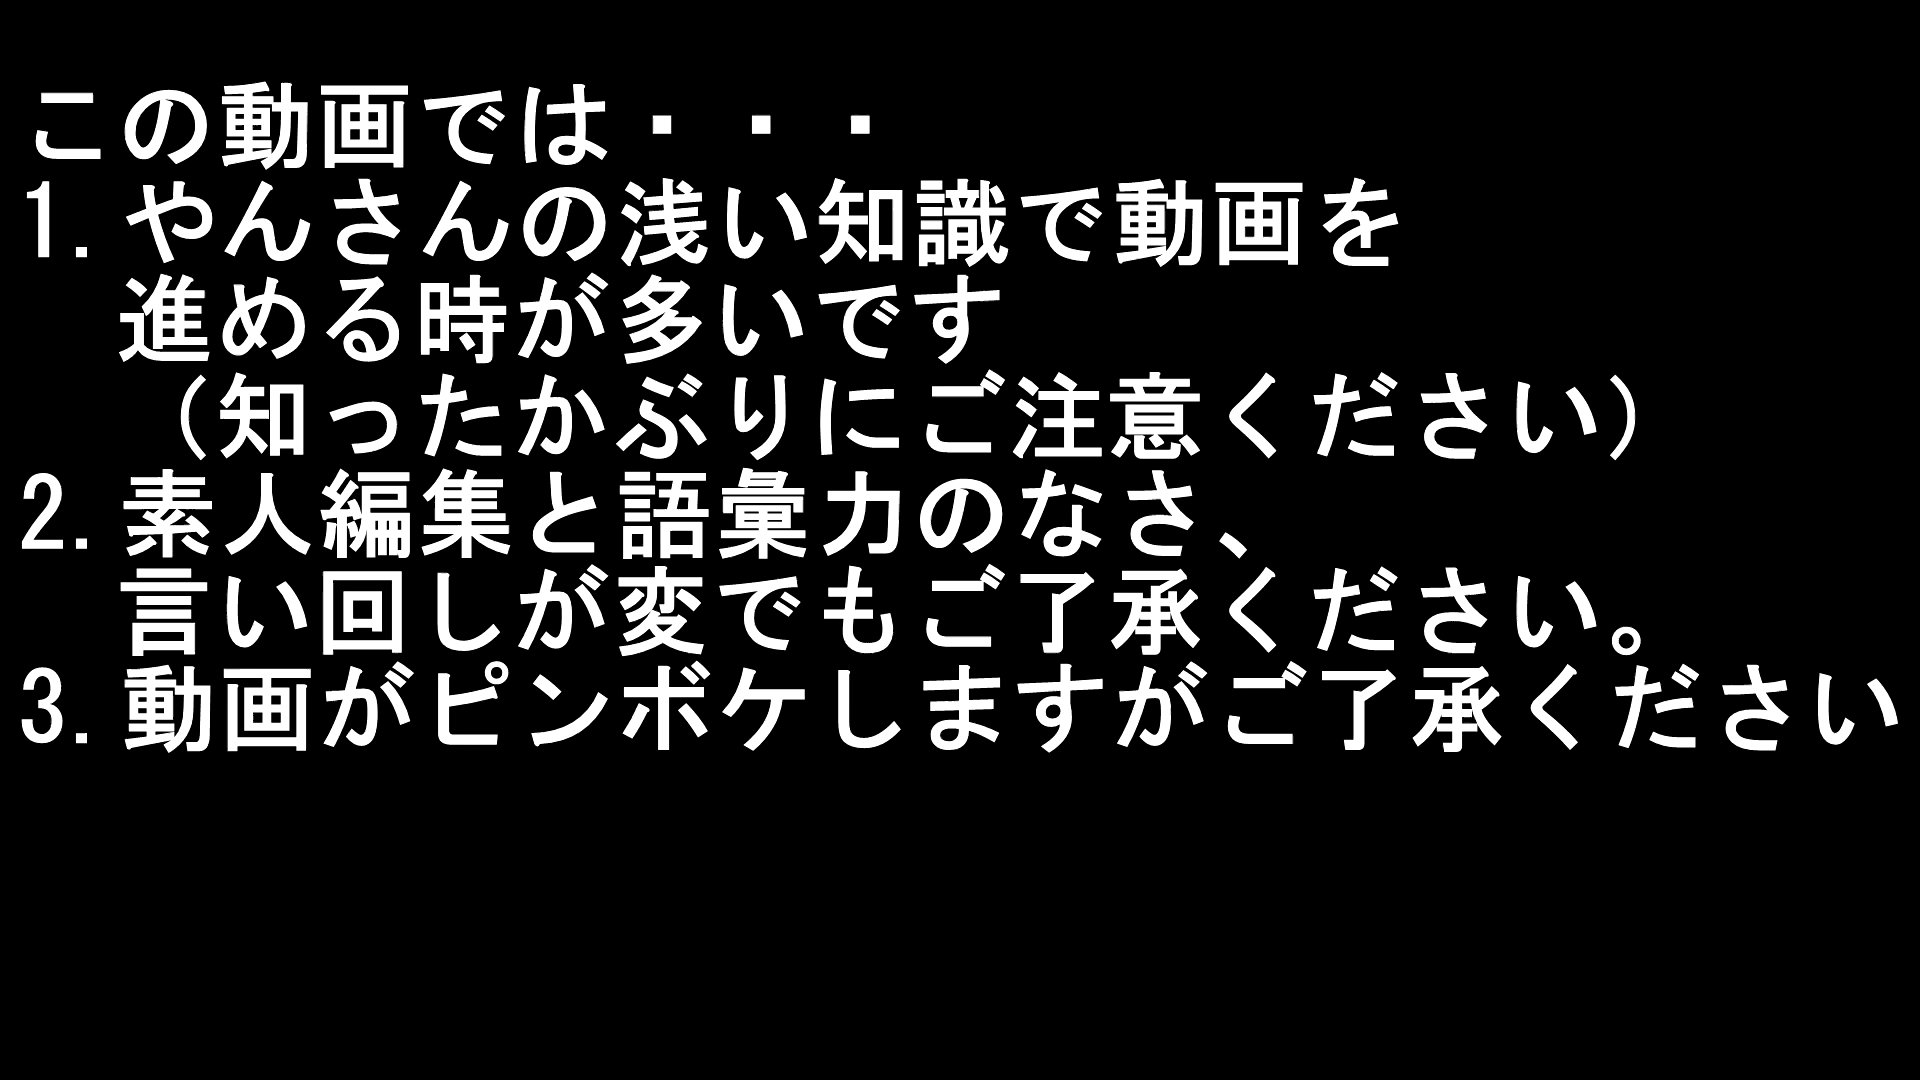 この動画では・・・
1.やんさんの浅い知識で動画を
進める時が多いです
（知ったかぶりにご注意ください）
2.素人編集と語彙力のなさ、
言い回しが変でもご了承ください。
3.動画がピンボケしますがご了承ください